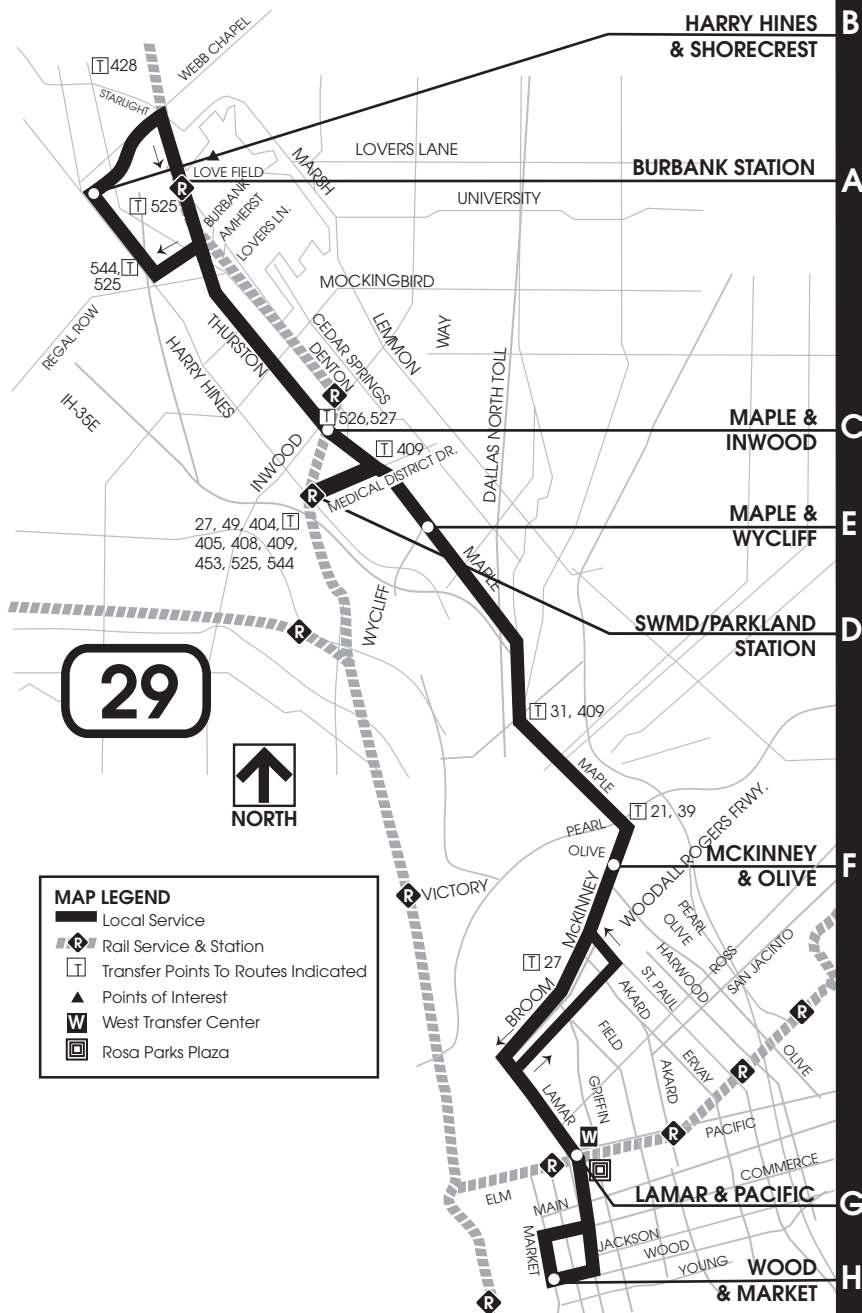 B
HARRY HINES
& SHORECREST
WEBB CHAPEL
T 428
STARLIGHT
LOVERS LANE
MARSH
BURBANK STATION
A
LOVE FIELD
R
UNIVERSITY
T 525
BURBANK
AMHERST
LOVERS LN.
544, T
525
MOCKINGBIRD
REGAL ROW
THURSTON
HARRY HINES
CEDAR SPRINGS
DENTON
LEMMON
WAY
DALLAS NORTH TOLL
IH-35E
R
T 526,527
MAPLE &
INWOOD
C
INWOOD
T 409
MEDICAL DISTRICT DR.
R
27, 49, 404, T
405, 408, 409,
453, 525, 544
MAPLE &
WYCLIFF
E
MAPLE
WYCLIFF
R
SWMD/PARKLAND
STATION
D
29
T 31, 409
NORTH
MAPLE
T 21, 39
PEARL
OLIVE
MCKINNEY
& OLIVE
F
WOODALL ROGERS FRWY.
R VICTORY
MCKINNEY
PEARL
OLIVE
HARWOOD
ROSS
SAN JACINTO
MAP LEGEND
Local Service
R Rail Service & Station
T Transfer Points To Routes Indicated
Points of Interest
W West Transfer Center
Rosa Parks Plaza
T 27
BROOM
ST. PAUL
AKARD
FIELD
R
OLIVE
ERVAY
AKARD
R
LAMAR
GRIFFIN
W
R
PACIFIC
R
COMMERCE
ELM
MAIN
LAMAR & PACIFIC
G
MARKET
JACKSON
WOOD
YOUNG
WOOD
& MARKET
H
R